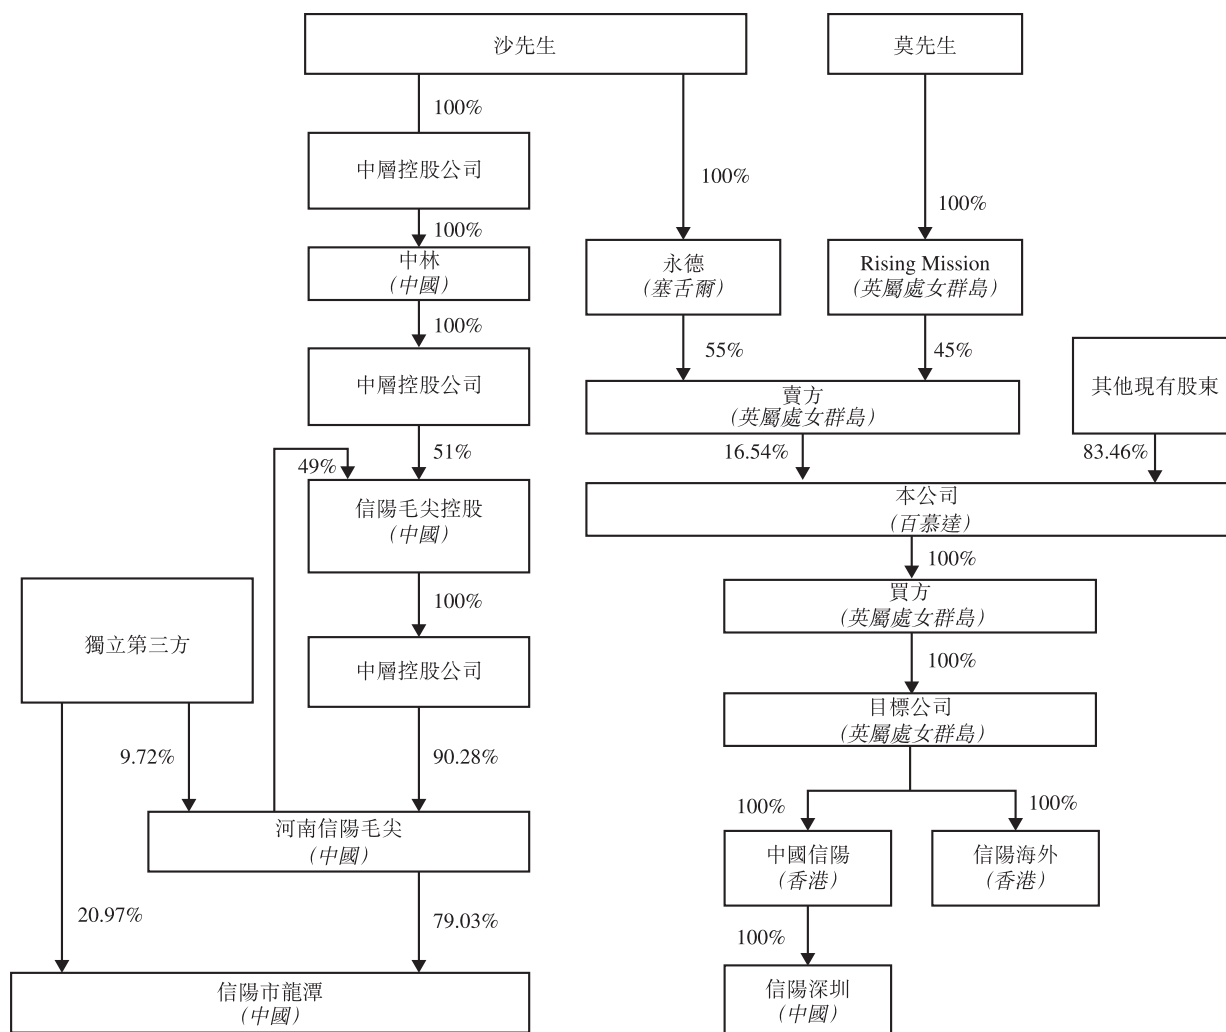 沙先生
莫先生
100%
中層控股公司
100%
100%
100%
中林
(中國)
永德
(塞舌爾)
Rising Mission
(英屬處女群島)
100%
55%
45%
中層控股公司
賣方
(英屬處女群島)
其他現有股東
49%
51%
16.54%
83.46%
信陽毛尖控股
(中國)
本公司
(百慕達)
100%
100%
買方
(英屬處女群島)
獨立第三方
中層控股公司
100%
目標公司
(英屬處女群島)
9.72%
90.28%
100%
100%
河南信陽毛尖
(中國)
中國信陽
(香港)
信陽海外
(香港)
20.97%
79.03%
100%
信陽市龍潭
(中國)
信陽深圳
(中國)